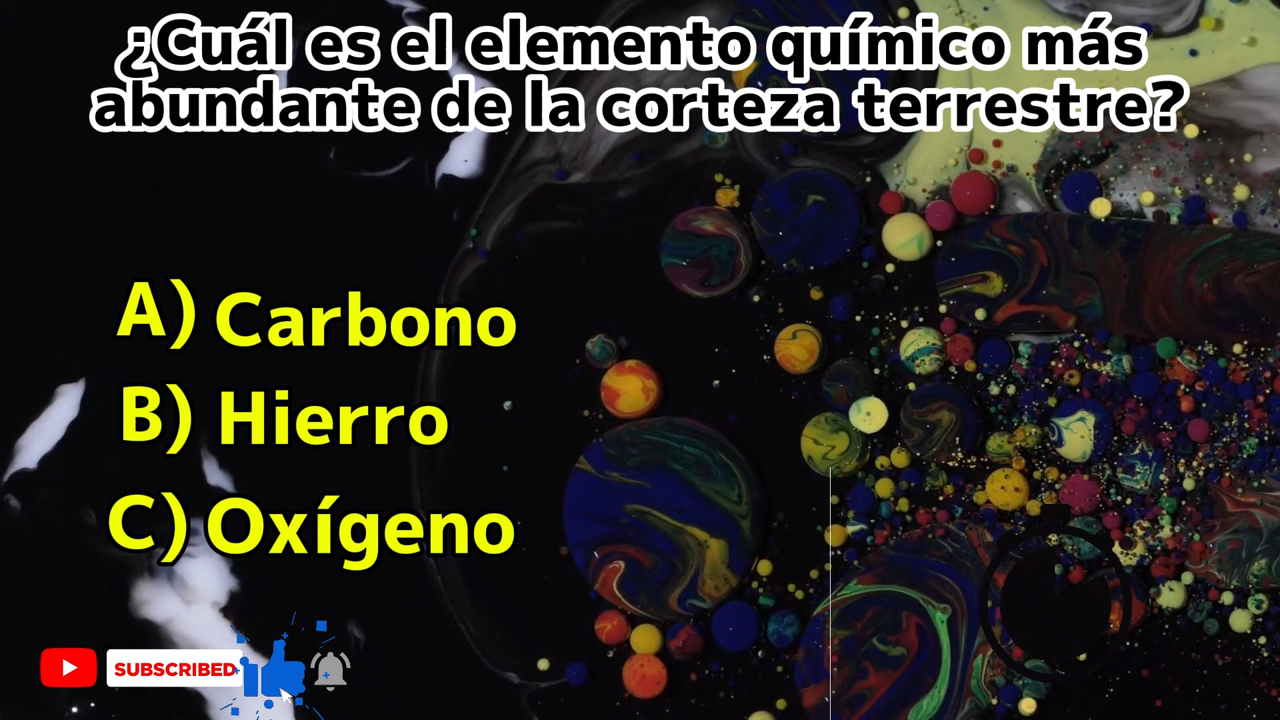 ¿Cuál es el elemento químico más
abundante de la corteza terrestre?
A) Carbono
B) Hierro
C) Oxígeno
SUBSCRIBED